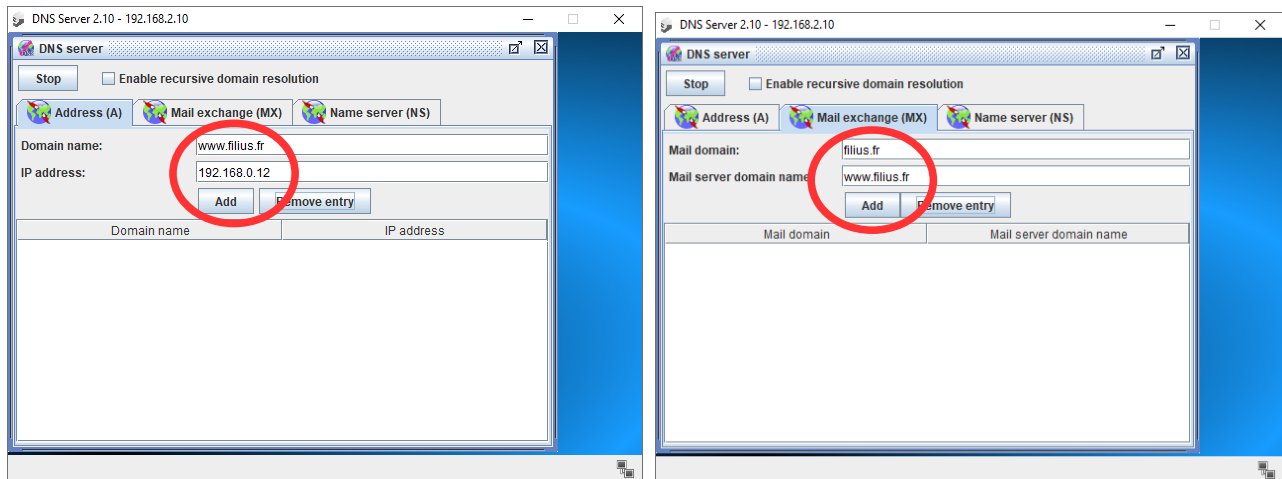 DNS Server 2.10 - 192.168.2.10
DNS server
Stop
Enable recursive domain resolution
Address (A)
Mail exchange (MX)
Name server (NS)
Domain name:
www.filius.fr
IP address:
192.168.0.12
Add
Remove entry
Domain name
IP address
DNS Server 2.10 - 192.168.2.10
DNS server
Stop
Enable recursive domain resolution
Address (A)
Mail exchange (MX)
Name server (NS)
Mail domain:
filius.fr
Mail server domain name
www.filius.fr
Add
Remove entry
Mail domain
Mail server domain name